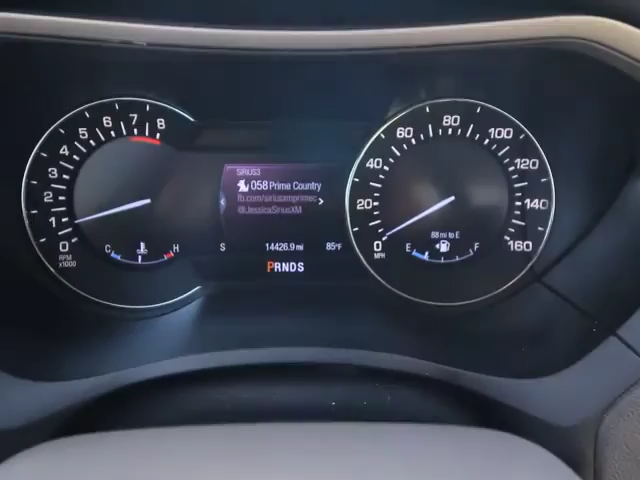 8
7
6
5
4
3
2
1
0
RPM
x1000
C H
SIRIUS3
058 Prime Country
fb.com/siriusxmprimec
@JessicaSiriusXM
S 14426.9 mi 85°F
PRNDS
0
20
40
60
80
100
120
140
160
MPH
88 mi to E
E F